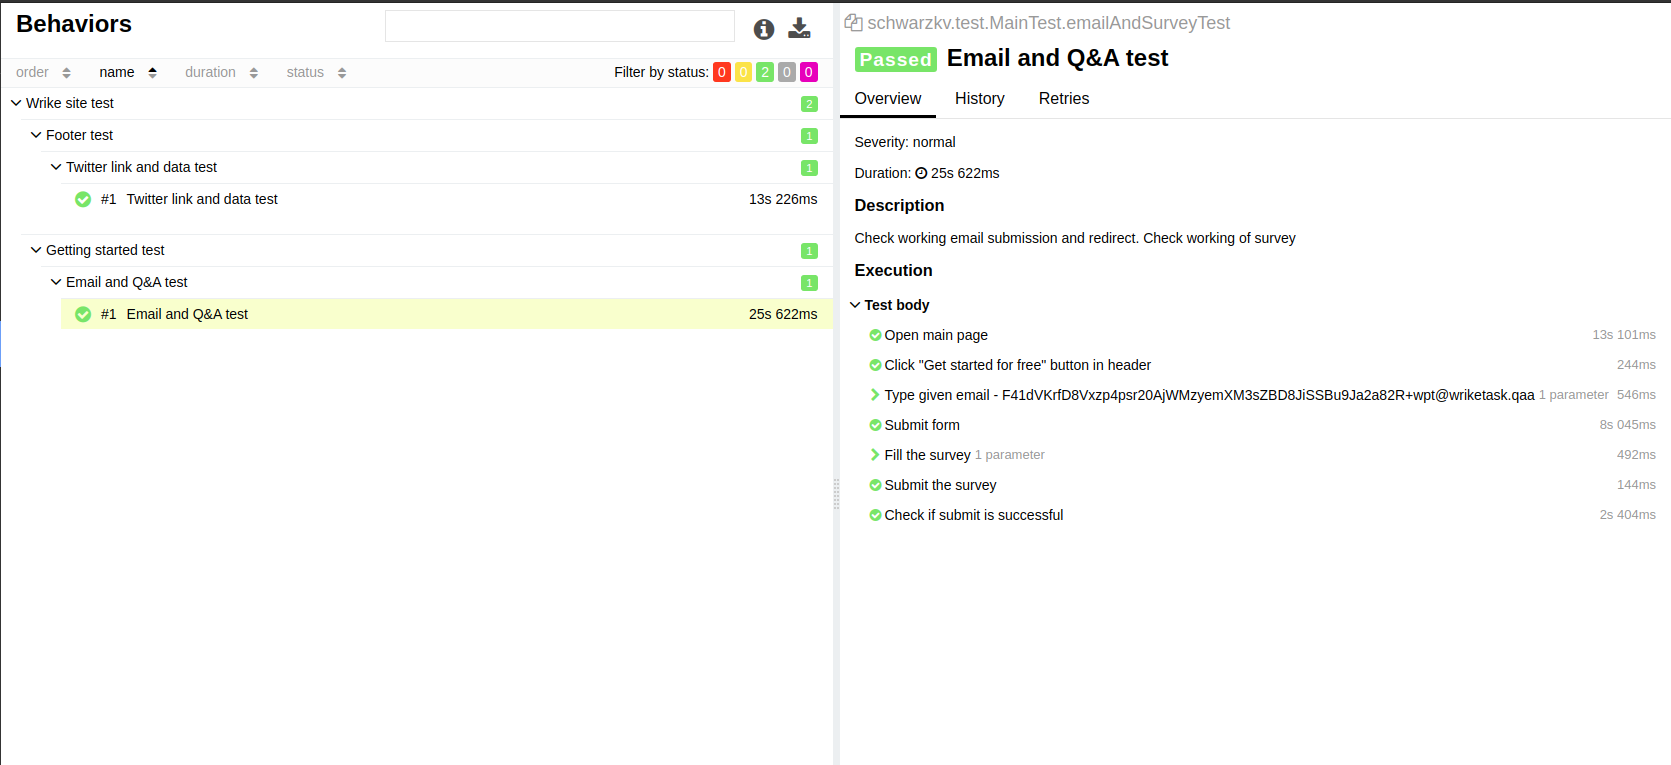 Behaviors
order name duration status Filter by status: 0 0 2 0 0
Wrike site test 2
Footer test 1
Twitter link and data test 1
#1 Twitter link and data test 13s 226ms
Getting started test 1
Email and Q&A test 1
#1 Email and Q&A test 25s 622ms
schwarzkv.test.MainTest.emailAndSurveyTest
Passed Email and Q&A test
Overview History Retries
Severity: normal
Duration: 25s 622ms
Description
Check working email submission and redirect. Check working of survey
Execution
Test body
Open main page 13s 101ms
Click "Get started for free" button in header 244ms
Type given email - F41dVKrfD8Vxzp4psr20AjWMzyemXM3sZBD8JiSSBu9Ja2a82R+wpt@wriketask.qaa 1 parameter 546ms
Submit form 8s 045ms
Fill the survey 1 parameter 492ms
Submit the survey 144ms
Check if submit is successful 2s 404ms